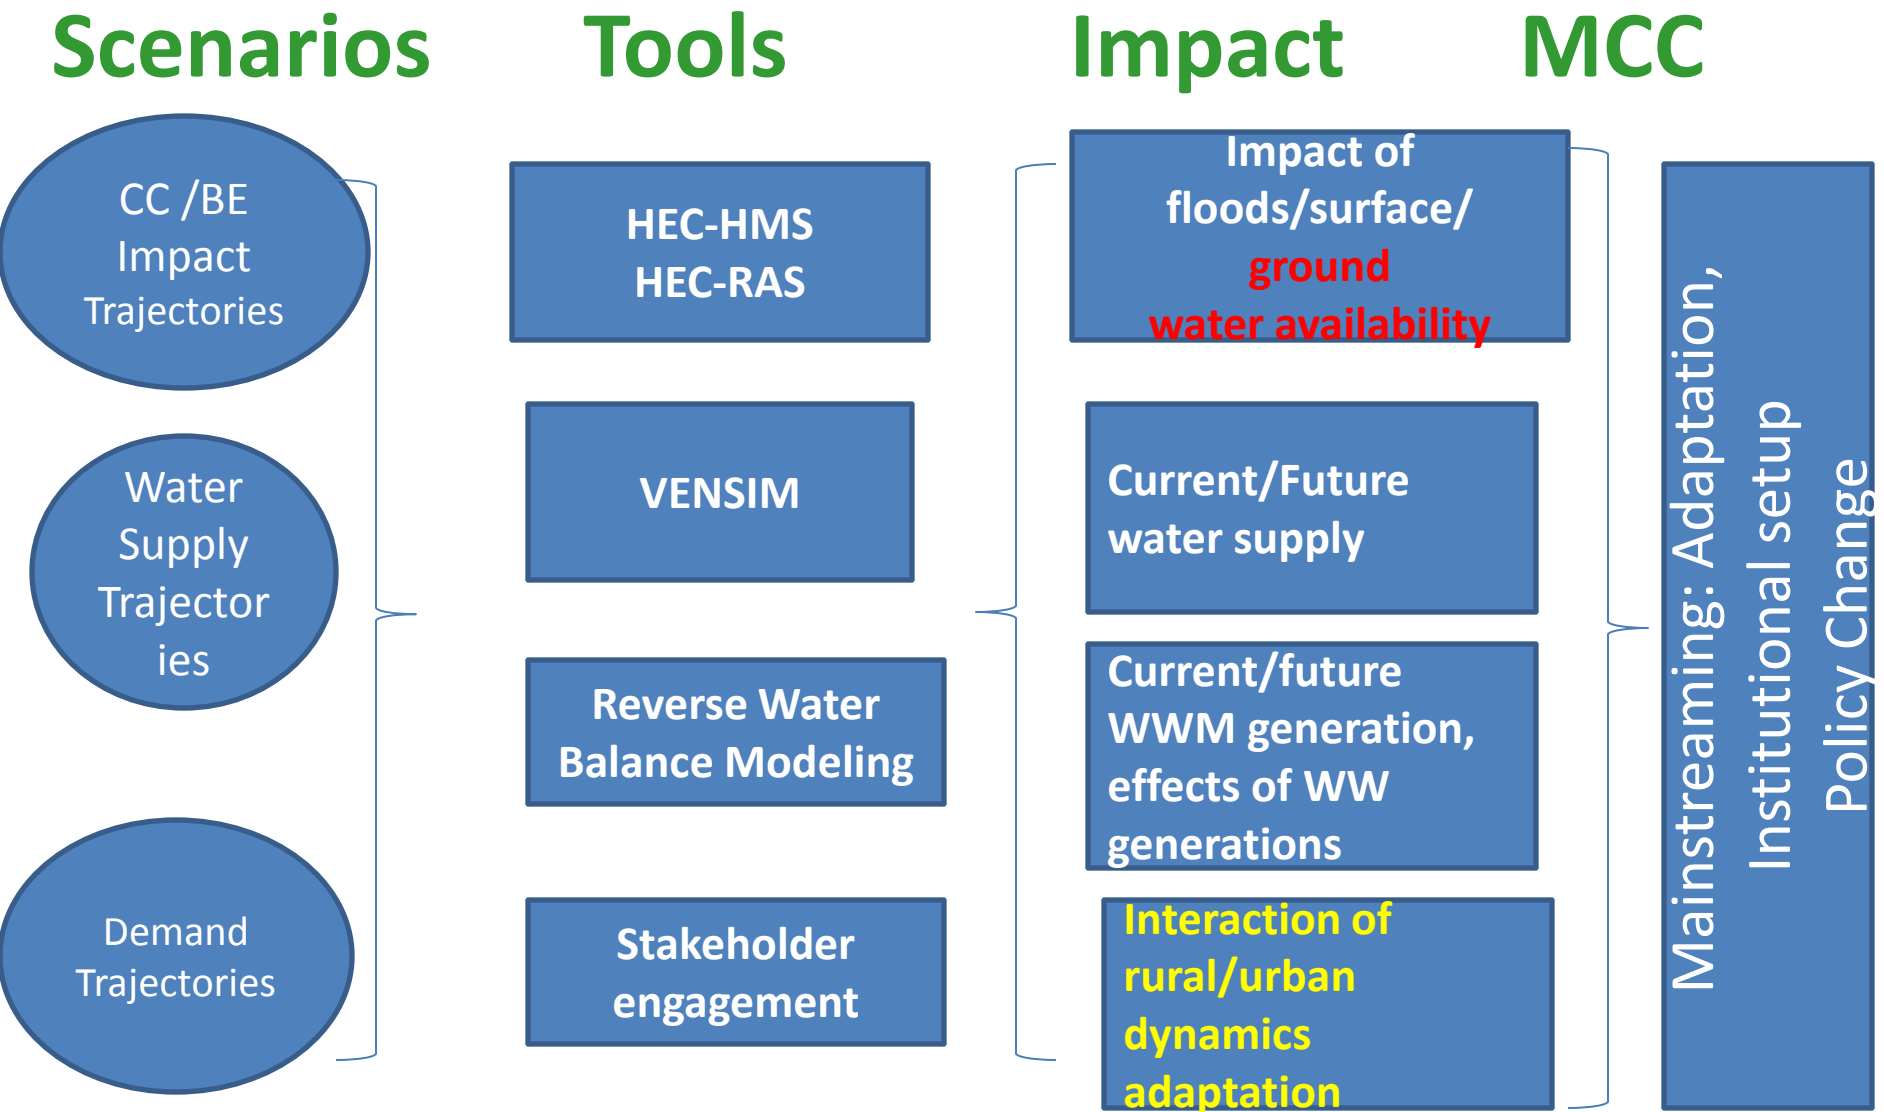 Scenarios
Tools
Impact
MCC
CC /BE
Impact
Trajectories
Water
Supply
Trajector
ies
Demand
Trajectories
HEC-HMS
HEC-RAS
VENSIM
Reverse Water
Balance Modeling
Stakeholder
engagement
Impact of
floods/surface/
ground
water availability
Current/Future
water supply
Current/future
WWM generation,
effects of WW
generations
Interaction of
rural/urban
dynamics
adaptation
Mainstreaming: Adaptation,
Institutional setup
Policy Change